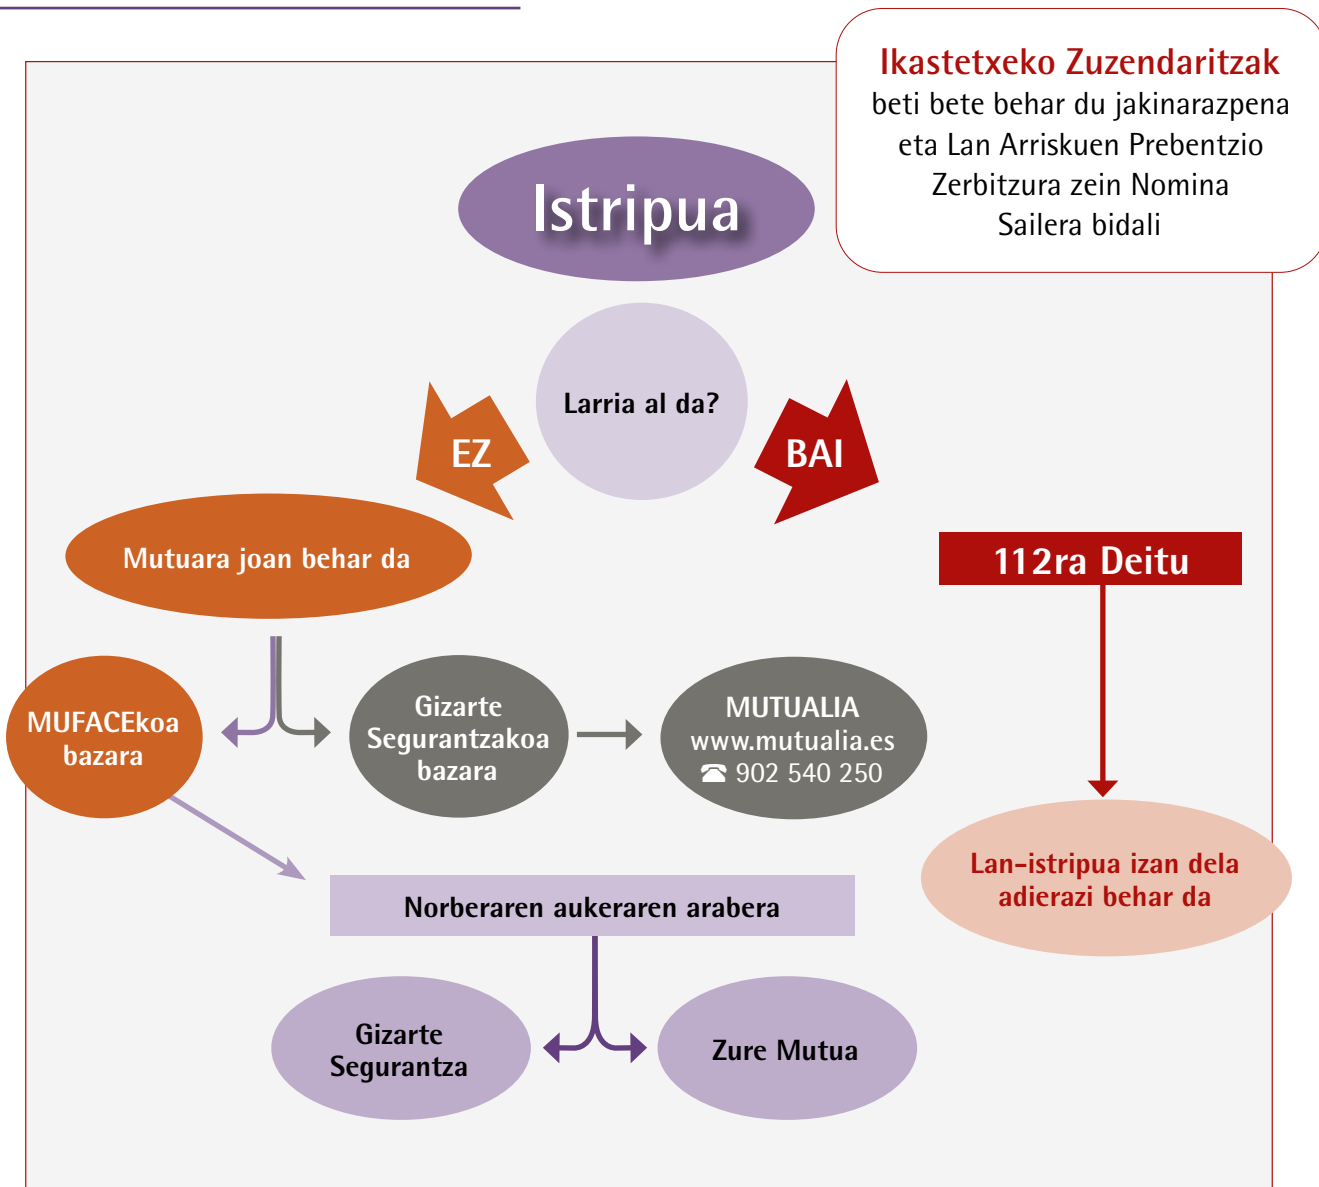 Ikastetxeko Zuzendaritzak
beti bete behar du jakinarazpena
eta Lan Arriskuen Prebentzio
Zerbitzura zein Nomina
Sailera bidali
Istripua
Larria al da?
EZ
BAI
Mutuara joan behar da
112ra Deitu
MUFACEkoa
bazara
Gizarte
Segurantzakoa
bazara
MUTUALIA
www.mutualia.es
☎ 902 540 250
Lan-istripua izan dela
adierazi behar da
Norberaren aukeraren arabera
Gizarte
Segurantza
Zure Mutua